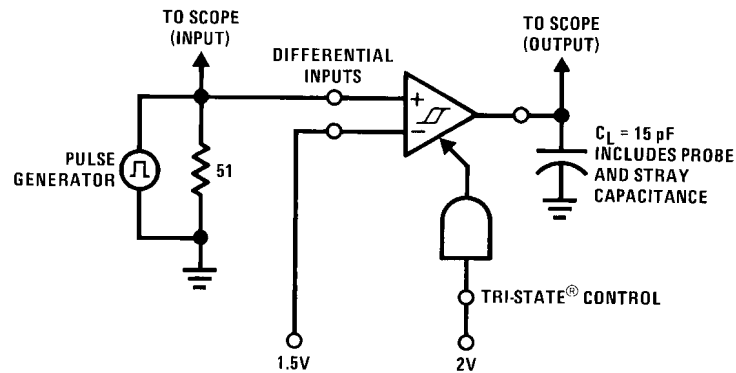 TO SCOPE
(INPUT)
TO SCOPE
(OUTPUT)
DIFFERENTIAL
INPUTS
+
−
PULSE
GENERATOR
51
CL = 15 pF
INCLUDES PROBE
AND STRAY
CAPACITANCE
TRI-STATE® CONTROL
1.5V
2V